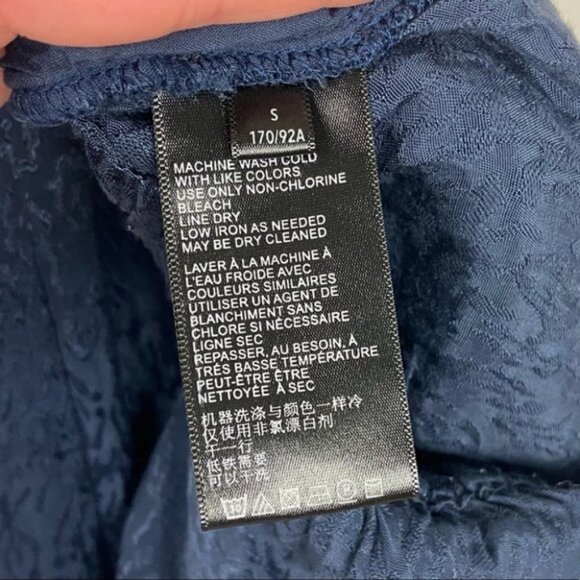 S
170/92A
MACHINE WASH COLD
WITH LIKE COLORS
USE ONLY NON-CHLORINE
BLEACH
LINE DRY
LOW IRON AS NEEDED
MAY BE DRY CLEANED
LAVER À LA MACHINE À
L'EAU FROIDE AVEC
COULEURS SIMILAIRES
UTILISER UN AGENT DE
BLANCHIMENT SANS
CHLORE SI NÉCESSAIRE
LIGNE SEC
REPASSER, AU BESOIN, À
TRÈS BASSE TEMPÉRATURE
PEUT-ÊTRE ÊTRE
NETTOYÉE À SEC
机器洗涤与颜色一样冷
仅使用非氯漂白剂
干一行
低铁需要
可以干洗